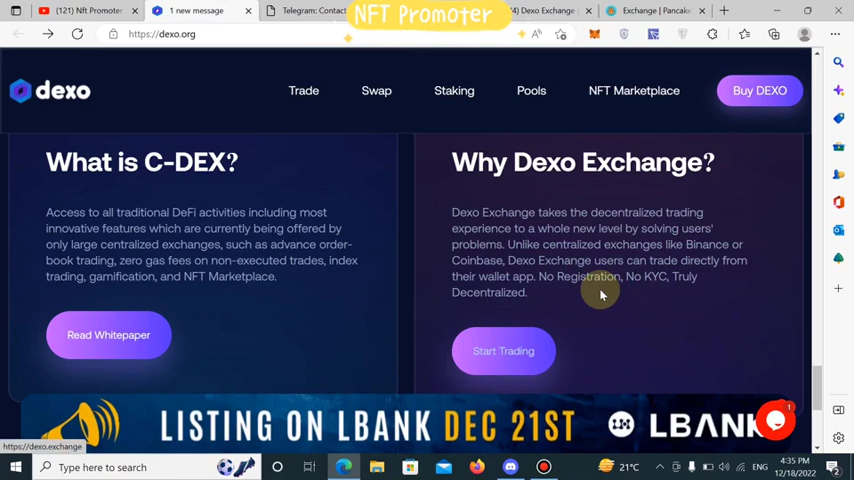 (121) Nft Promoter
1 new message
Telegram: Contact
NFT Promoter
4) Dexo Exchange
Exchange | Pancake
https://dexo.org
dexo
Trade
Swap
Staking
Pools
NFT Marketplace
Buy DEXO
What is C-DEX?
Access to all traditional DeFi activities including most
innovative features which are currently being offered by
only large centralized exchanges, such as advance order-
book trading, zero gas fees on non-executed trades, index
trading, gamification, and NFT Marketplace.
Read Whitepaper
Why Dexo Exchange?
Dexo Exchange takes the decentralized trading
experience to a whole new level by solving users'
problems. Unlike centralized exchanges like Binance or
Coinbase, Dexo Exchange users can trade directly from
their wallet app. No Registration, No KYC, Truly
Decentralized.
Start Trading
LISTING ON LBANK DEC 21ST
LBANK
1
https://dexo.exchange
Type here to search
21°C
ENG
4:35 PM
12/18/2022
2